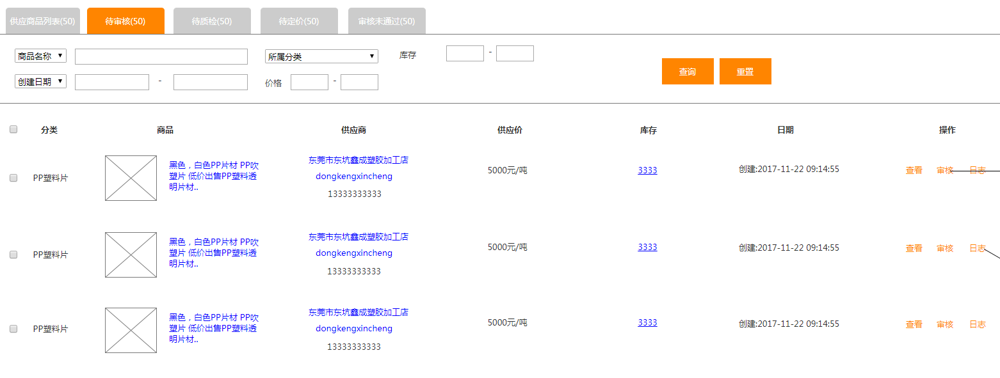 供应商品列表(50) 待审核(50) 待质检(50) 待定价(50) 审核未通过(50)
商品名称 所属分类 库存 -
查询 重置
创建日期 - 价格 -
分类 商品 供应商 供应价 库存 日期 操作
东莞市东坑鑫成塑胶加工店
黑色，白色PP片材 PP吹
PP塑料片 5000元/吨 3333 创建:2017-11-22 09:14:55 查看 审核 日志
塑片 低价出售PP塑料透
dongkengxincheng
明片材..
13333333333
东莞市东坑鑫成塑胶加工店
黑色，白色PP片材 PP吹
PP塑料片 5000元/吨 3333 创建:2017-11-22 09:14:55 查看 审核 日志
塑片 低价出售PP塑料透
dongkengxincheng
明片材..
13333333333
东莞市东坑鑫成塑胶加工店
黑色，白色PP片材 PP吹
PP塑料片 5000元/吨 3333 创建:2017-11-22 09:14:55 查看 审核 日志
塑片 低价出售PP塑料透
dongkengxincheng
明片材..
13333333333